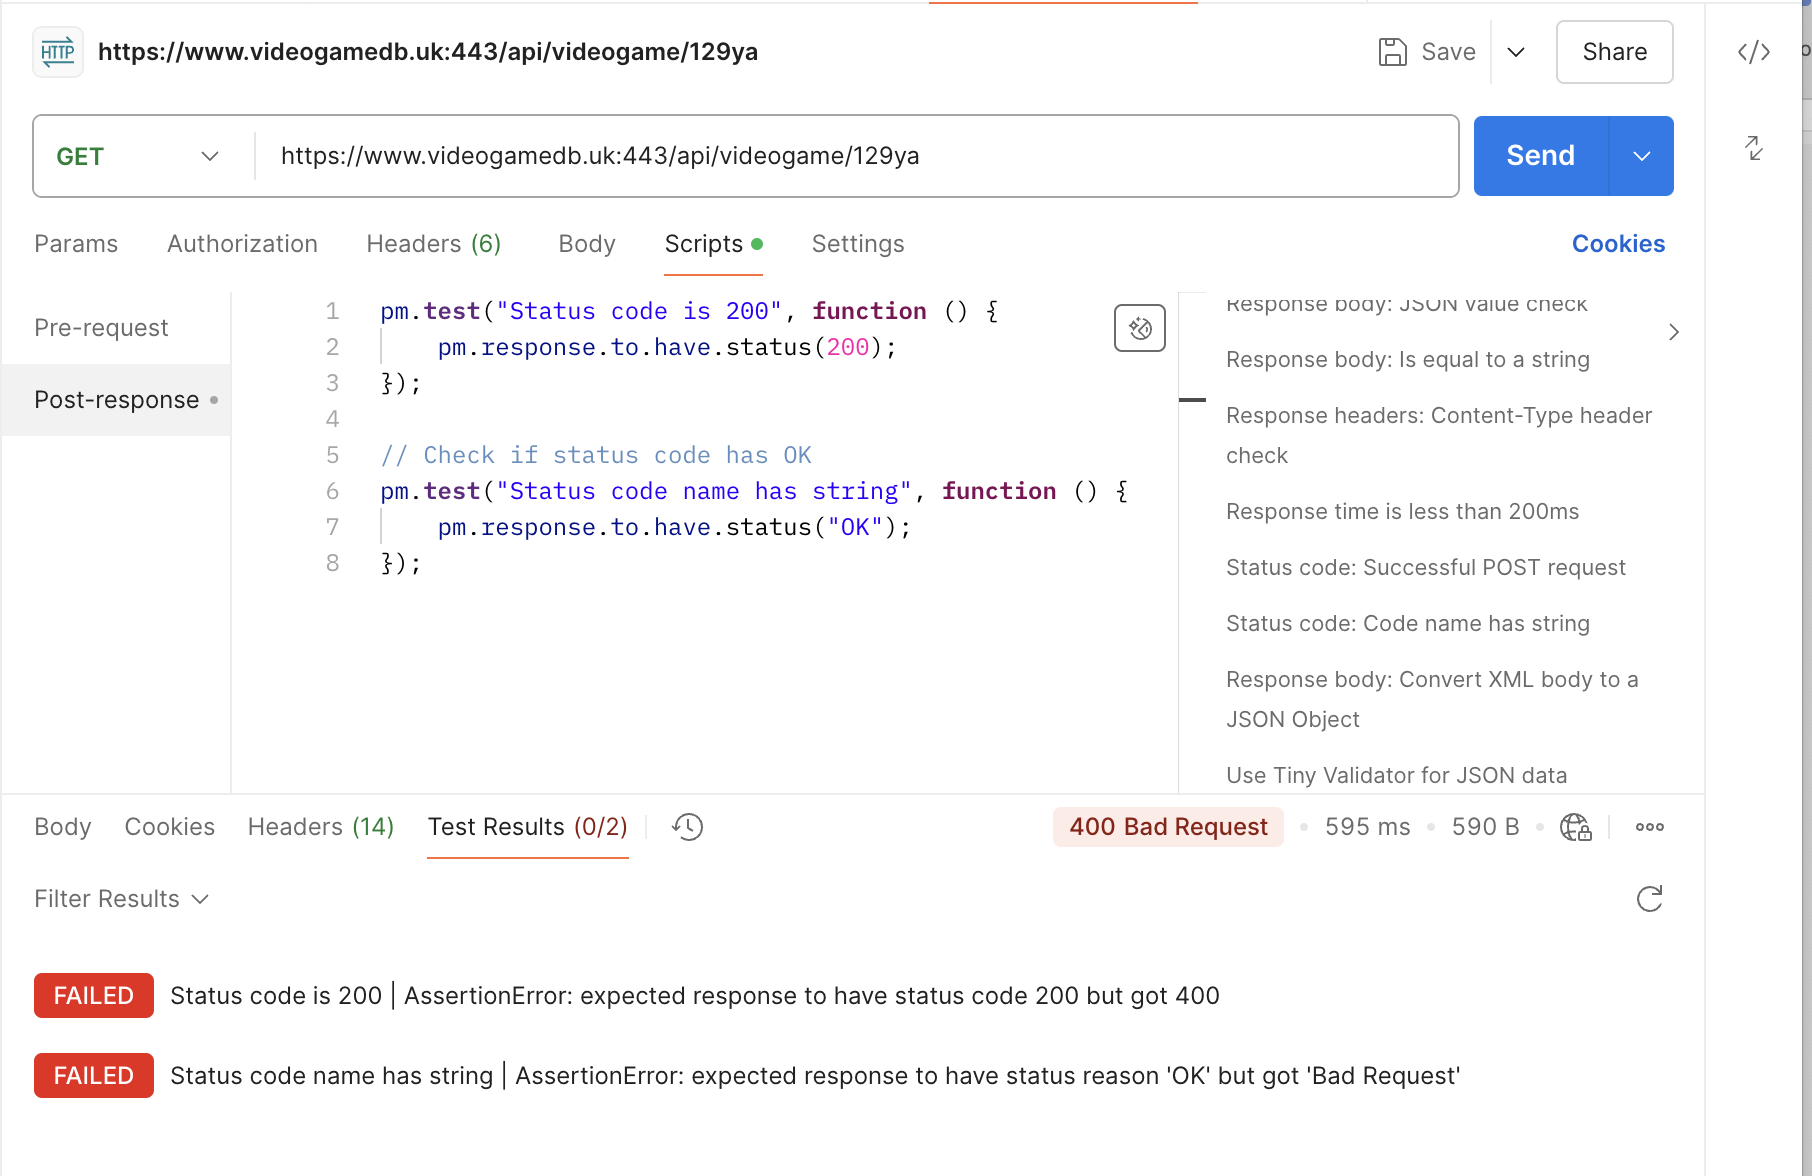 HTTP https://www.videogamedb.uk:443/api/videogame/129ya Save Share
GET https://www.videogamedb.uk:443/api/videogame/129ya Send
Params Authorization Headers (6) Body Scripts Settings Cookies
Pre-request
Post-response
1 pm.test("Status code is 200", function () {
2 pm.response.to.have.status(200);
3 });
4
5 // Check if status code has OK
6 pm.test("Status code name has string", function () {
7 pm.response.to.have.status("OK");
8 });
Response body: JSON value check
Response body: Is equal to a string
Response headers: Content-Type header
check
Response time is less than 200ms
Status code: Successful POST request
Status code: Code name has string
Response body: Convert XML body to a
JSON Object
Use Tiny Validator for JSON data
Body Cookies Headers (14) Test Results (0/2) 400 Bad Request 595 ms 590 B
Filter Results
FAILED Status code is 200 | AssertionError: expected response to have status code 200 but got 400
FAILED Status code name has string | AssertionError: expected response to have status reason 'OK' but got 'Bad Request'